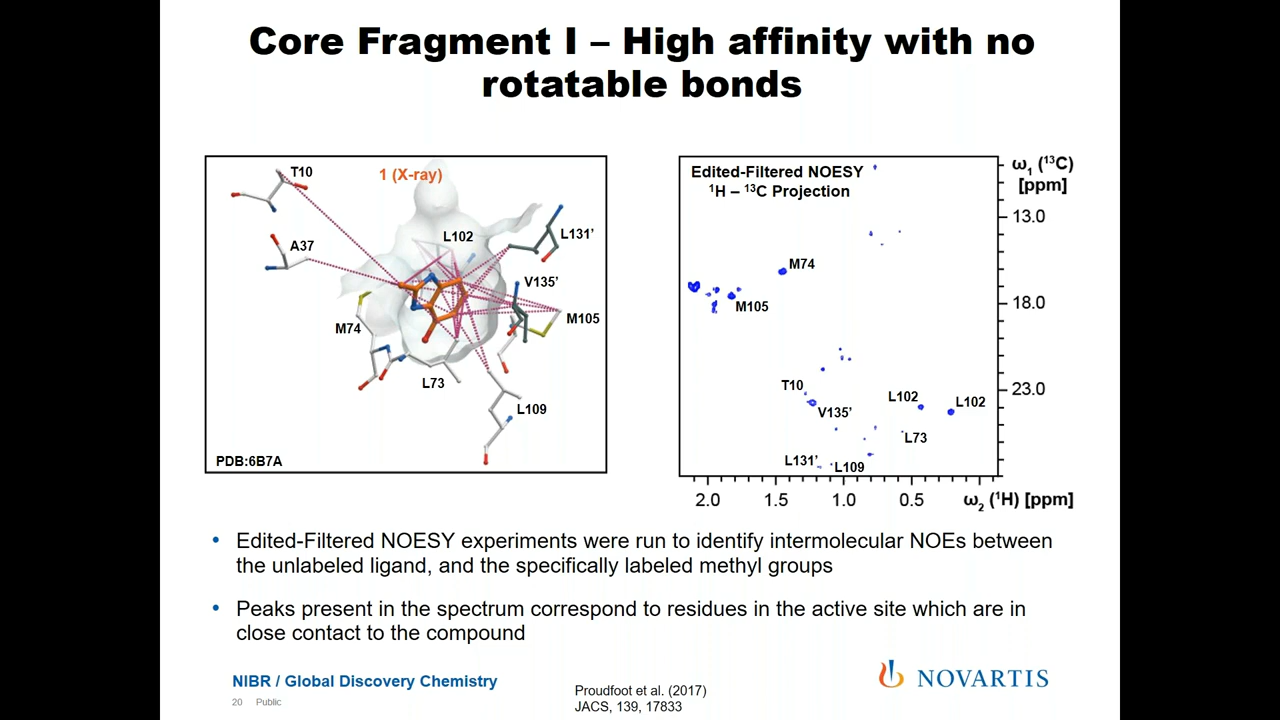 Core Fragment I – High affinity with no
rotatable bonds
T10
1 (X-ray)
A37
L102
L131’
V135’
M105
M74
L73
L109
PDB:6B7A
Edited-Filtered NOESY
¹H – ¹³C Projection
ω₁ (¹³C)
[ppm]
13.0
M74
18.0
M105
23.0
T10
V135’
L102
L102
L73
L131’
L109
2.0 1.5 1.0 0.5 ω₂ (¹H) [ppm]
• Edited-Filtered NOESY experiments were run to identify intermolecular NOEs between
the unlabeled ligand, and the specifically labeled methyl groups
• Peaks present in the spectrum correspond to residues in the active site which are in
close contact to the compound
NIBR / Global Discovery Chemistry
20 Public
Proudfoot et al. (2017)
JACS, 139, 17833
NOVARTIS